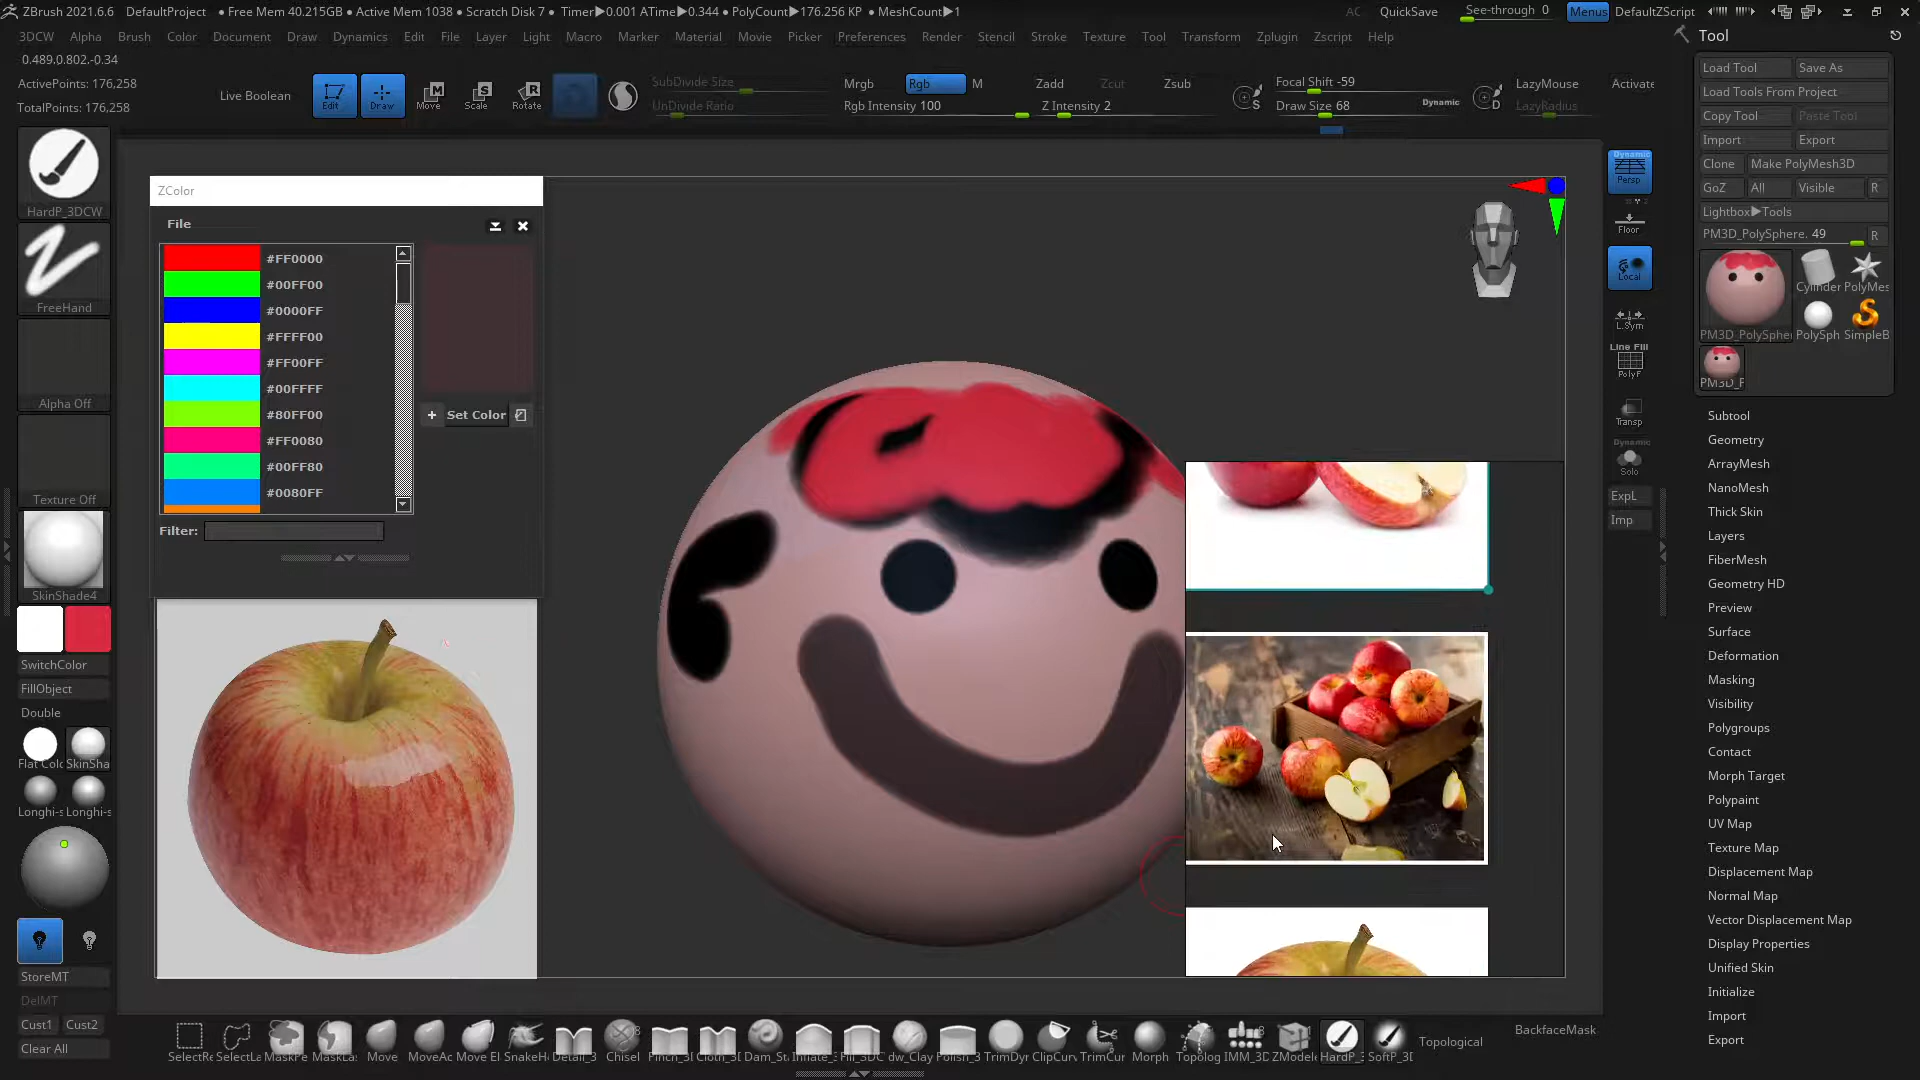 ZBrush 2021.6.6 DefaultProject ● Free Mem 40.215GB ● Active Mem 1038 ● Scratch Disk 7 ● Timer▶0.001 ATime▶0.344 ● PolyCount▶176.256 KP ● MeshCount▶1 AC QuickSave See-through 0 Menus DefaultZScript
3DCW Alpha Brush Color Document Draw Dynamics Edit File Layer Light Macro Marker Material Movie Picker Preferences Render Stencil Stroke Texture Tool Transform Zplugin Zscript Help
0.489.0.802.-0.34
ActivePoints: 176,258
TotalPoints: 176,258
Live Boolean
Edit
Draw
Move
Scale
Rotate
SubDivide Size
UnDivide Ratio
Mrgb Rgb M
Rgb Intensity 100
Zadd Zcut Zsub
Z Intensity 2
Focal Shift -59
Draw Size 68
Dynamic
LazyMouse
LazyRadius
HardP_3DCW
FreeHand
Alpha Off
Texture Off
SkinShade4
SwitchColor
FillObject
Double
StoreMT
DelMT
Cust1 Cust2
Clear All
ZColor
File
#FF0000
#00FF00
#0000FF
#FFFF00
#FF00FF
#00FFFF
#80FF00
#FF0080
#00FF80
#0080FF
+ Set Color
Filter:
Dynamic
Persp
Floor
Local
L.Sym
Line Fill
PolyF
Transp
Dynamic
Solo
ExpL
Imp
Tool
Load Tool Save As
Load Tools From Project
Copy Tool Paste Tool
Import Export
Clone Make PolyMesh3D
GoZ All Visible R
Lightbox▶Tools
PM3D_PolySphere. 49 R
Subtool
Geometry
ArrayMesh
NanoMesh
Thick Skin
Layers
FiberMesh
Geometry HD
Preview
Surface
Deformation
Masking
Visibility
Polygroups
Contact
Morph Target
Polypaint
UV Map
Texture Map
Displacement Map
Normal Map
Vector Displacement Map
Display Properties
Unified Skin
Initialize
Import
Export
Move
Chisel
Morph
BackfaceMask
Topological